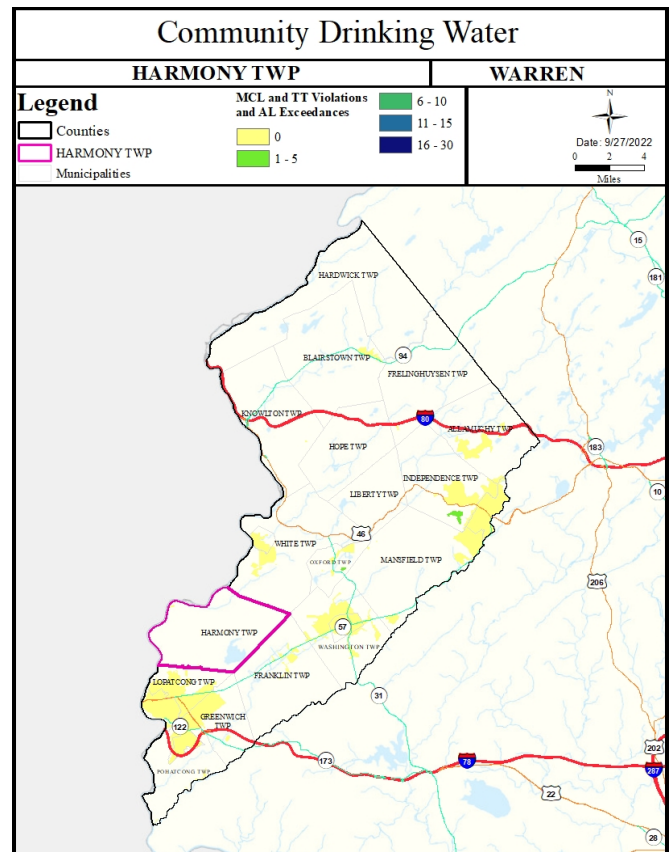 Community Drinking Water
HARMONY TWP
WARREN
Legend
Counties
HARMONY TWP
Municipalities
MCL and TT Violations
and AL Exceedances
0
1 - 5
6 - 10
11 - 15
16 - 30
N
Date: 9/27/2022
0 2 4
Miles
15
181
HARDWICK TWP
94
BLAIRSTOWN TWP
FRELINGHUYSEN TWP
KNOWLTON TWP
80
ALLAMUCHY TWP
HOPE TWP
183
INDEPENDENCE TWP
10
LIBERTY TWP
46
WHITE TWP
OXFORD TWP
MANSFIELD TWP
206
HARMONY TWP
57
WASHINGTON TWP
FRANKLIN TWP
LOPATCONG TWP
31
GREENWICH
TWP
122
202
173
78
287
POHATCONG TWP
22
28